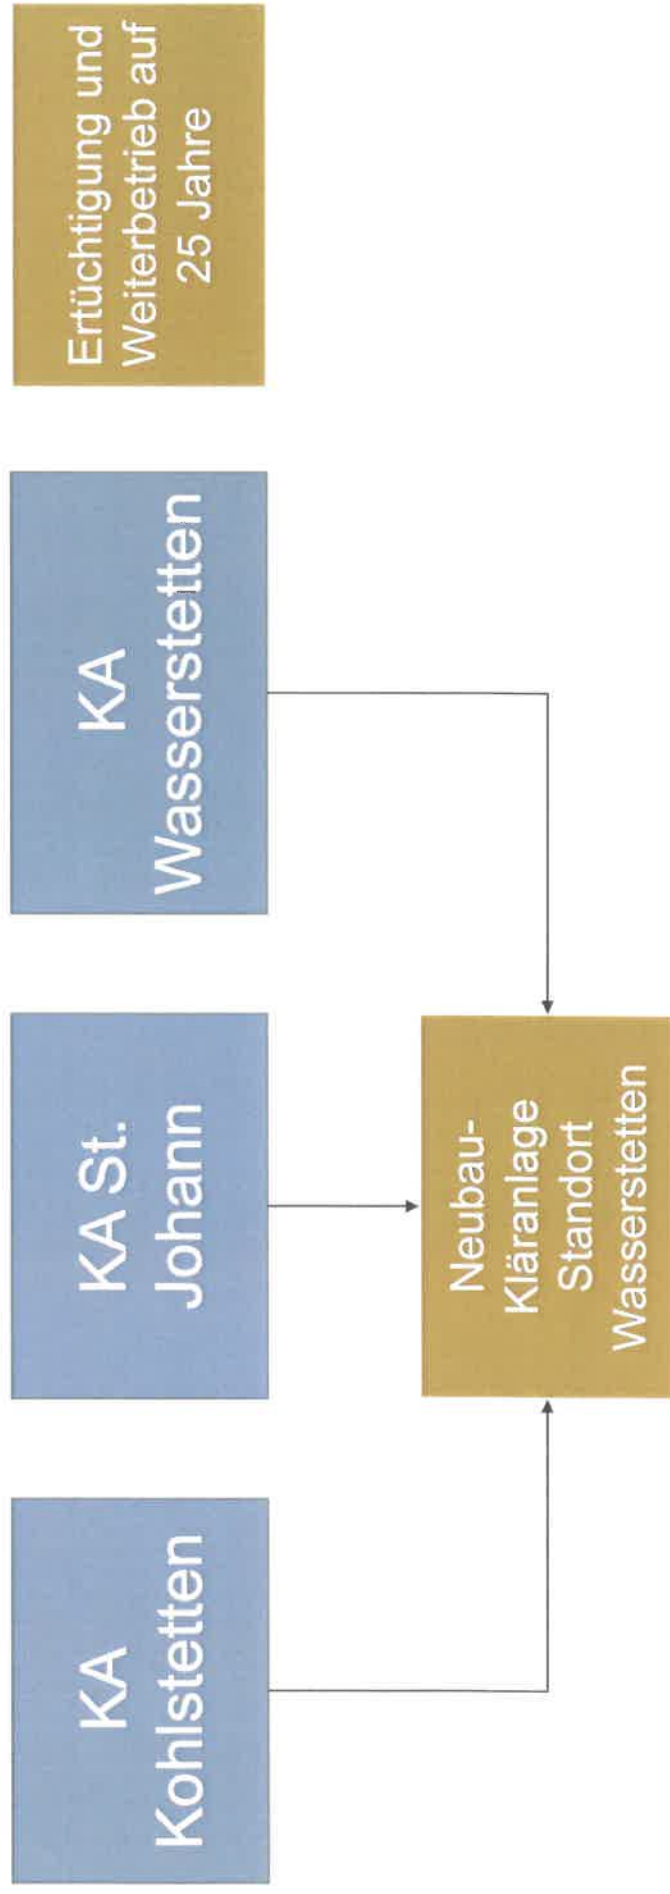 KA
Kohlstetten
KA St.
Johann
KA
Wasserstetten
Ertüchtigung und
Weiterbetrieb auf
25 Jahre
Neubau-
Kläranlage
Standort
Wasserstetten